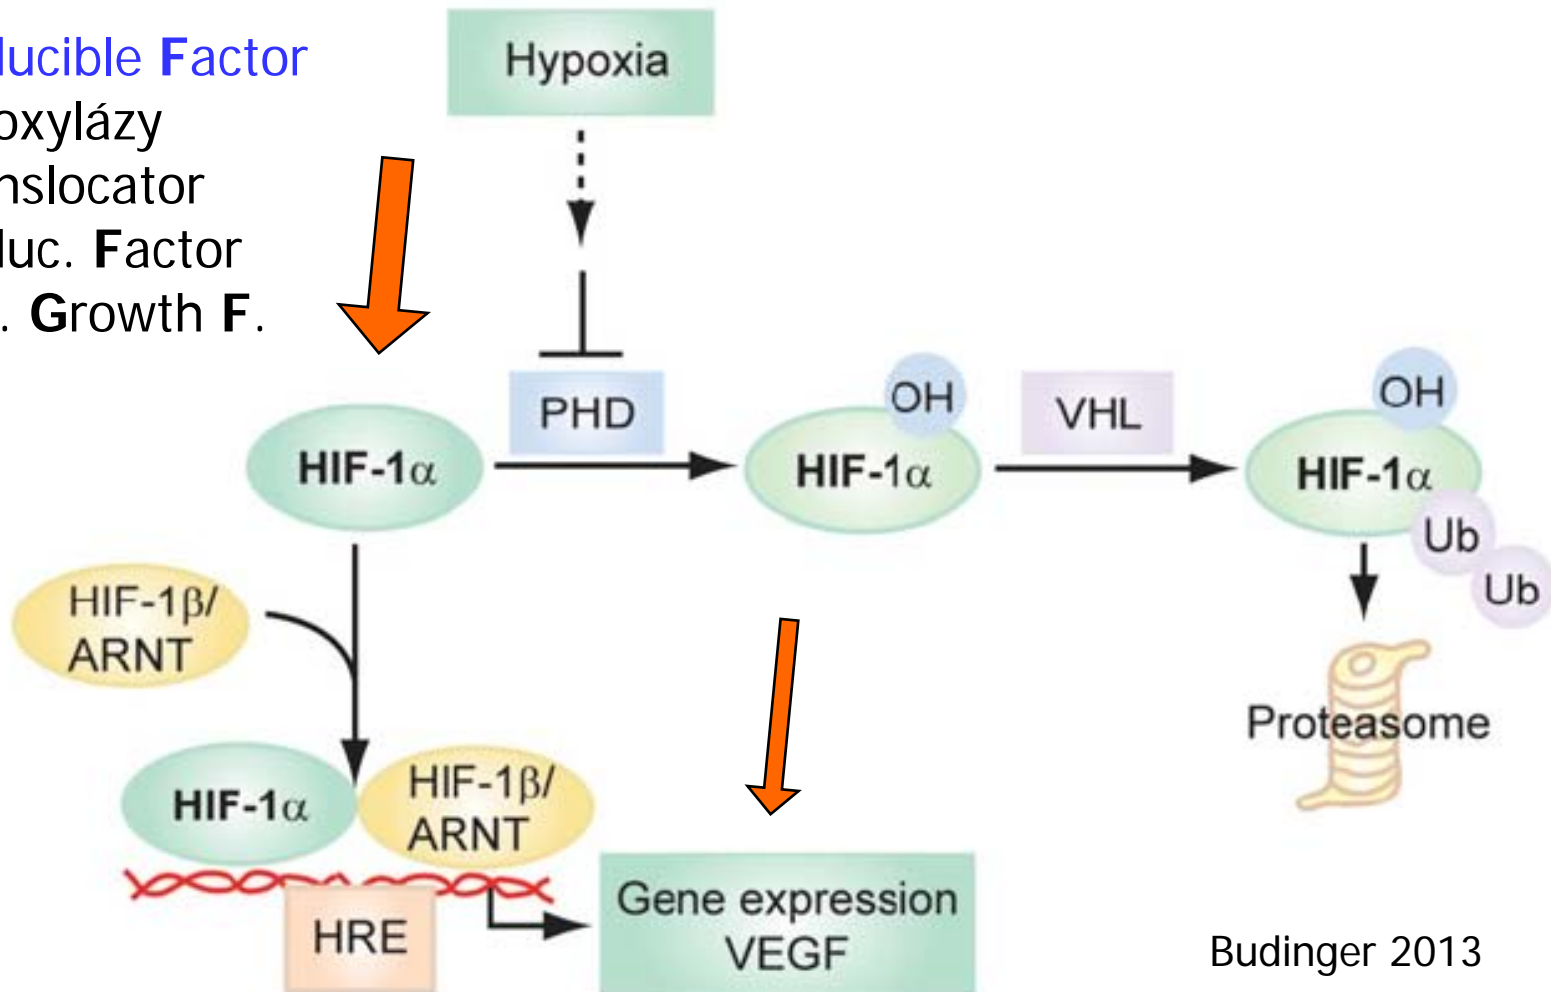 ducible Factor
oxylázy
nslocator
luc. Factor
. Growth F.
Hypoxia
PHD
OH
VHL
OH
HIF-1α
HIF-1α
HIF-1α
Ub
Ub
HIF-1β/
ARNT
Proteasome
HIF-1α
HIF-1β/
ARNT
Gene expression
VEGF
HRE
Budinger 2013